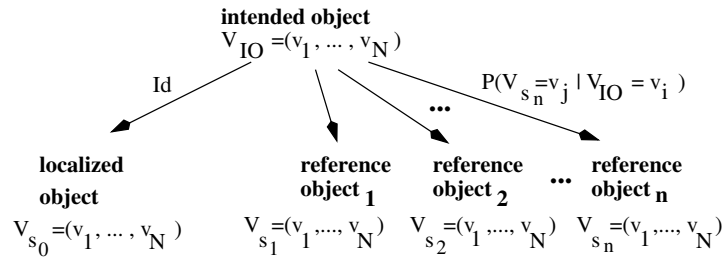 intended object
V_IO =(v_1 , ... , v_N )
Id
P(V_s_n =v_j | V_IO = v_i )
...
localized object
reference object_1
reference object_2
...
reference object_n
V_s_0 =(v_1 , ... , v_N )
V_s_1 =(v_1 ,..., v_N )
V_s_2 =(v_1 ,..., v_N )
V_s_n =(v_1 ,..., v_N )